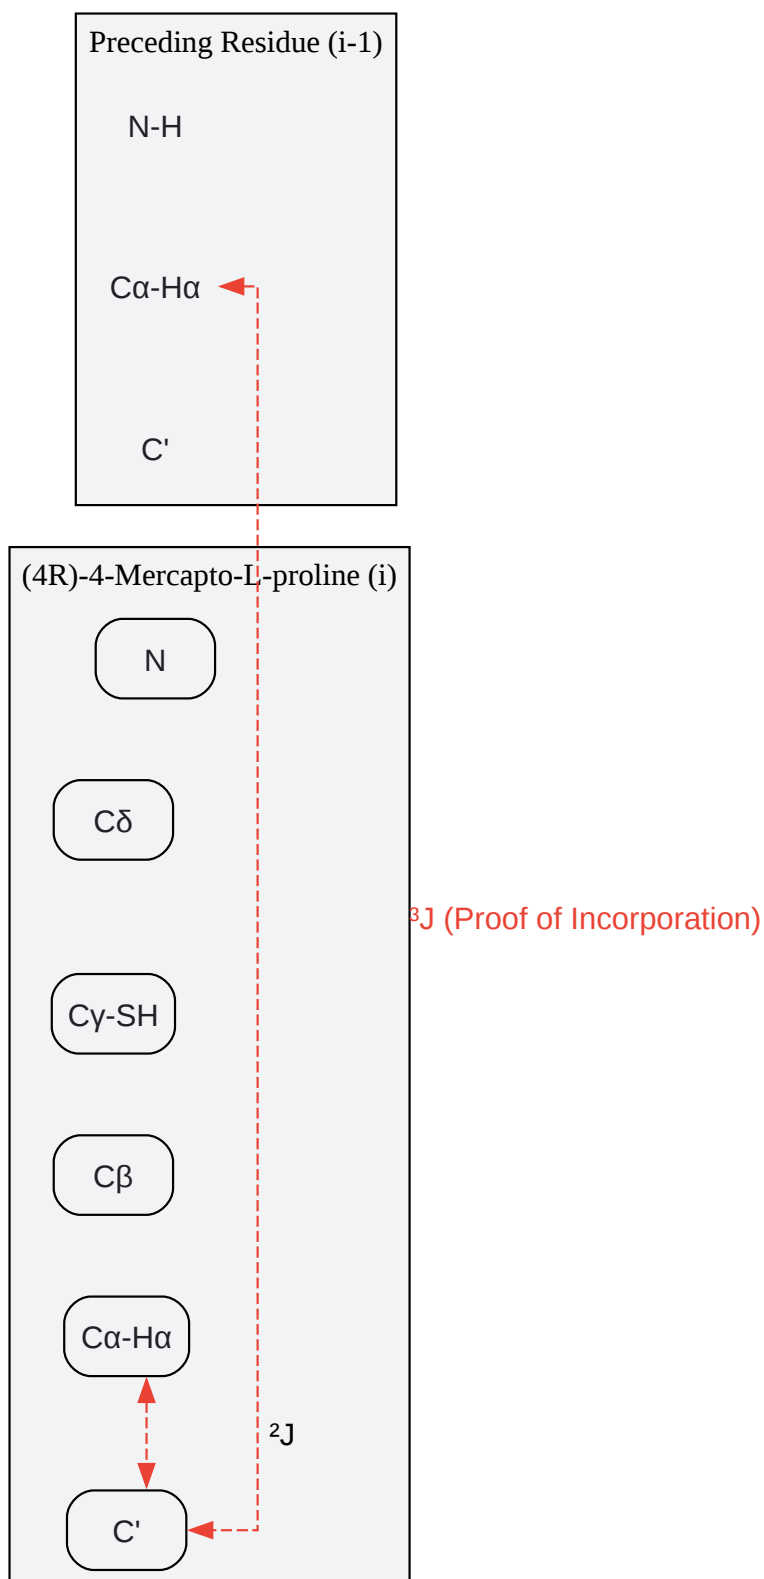 Preceding Residue (i-1)
N-H
Cα-Hα
C'
(4R)-4-Mercapto-L-proline (i)
N
Cδ
³J (Proof of Incorporation)
Cγ-SH
Cβ
Cα-Hα
²J
C'